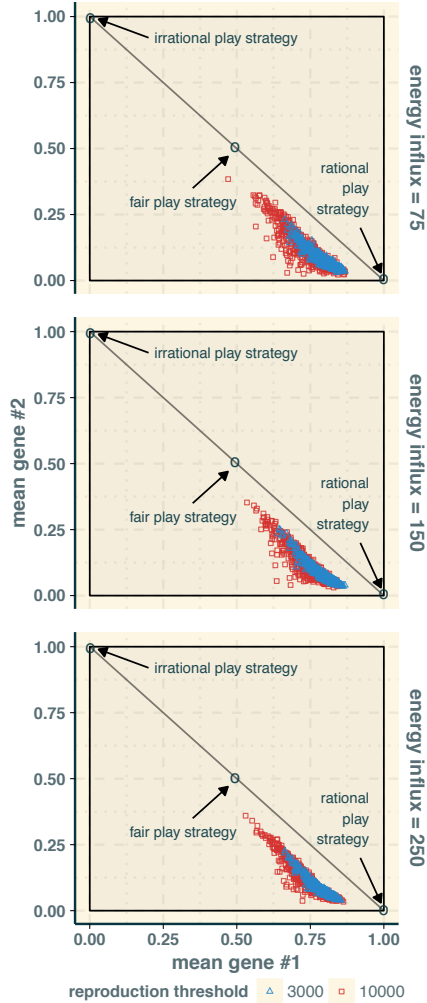 1.00
0.75
0.50
0.25
0.00
irrational play strategy
fair play strategy
rational
play
strategy
energy influx = 75
1.00
0.75
0.50
0.25
0.00
irrational play strategy
fair play strategy
rational
play
strategy
energy influx = 150
mean gene #2
1.00
0.75
0.50
0.25
0.00
irrational play strategy
fair play strategy
rational
play
strategy
energy influx = 250
0.00 0.25 0.50 0.75 1.00
mean gene #1
reproduction threshold 3000 10000